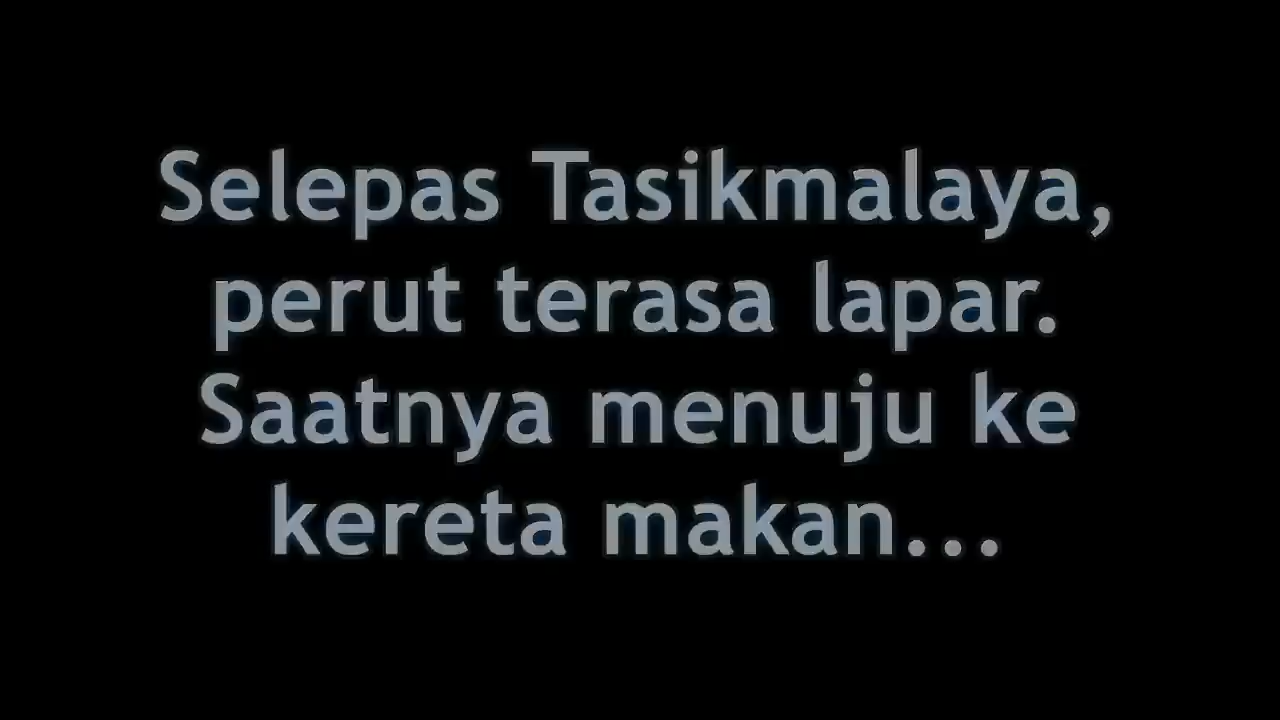 Selepas Tasikmalaya,
perut terasa lapar.
Saatnya menuju ke
kereta makan...